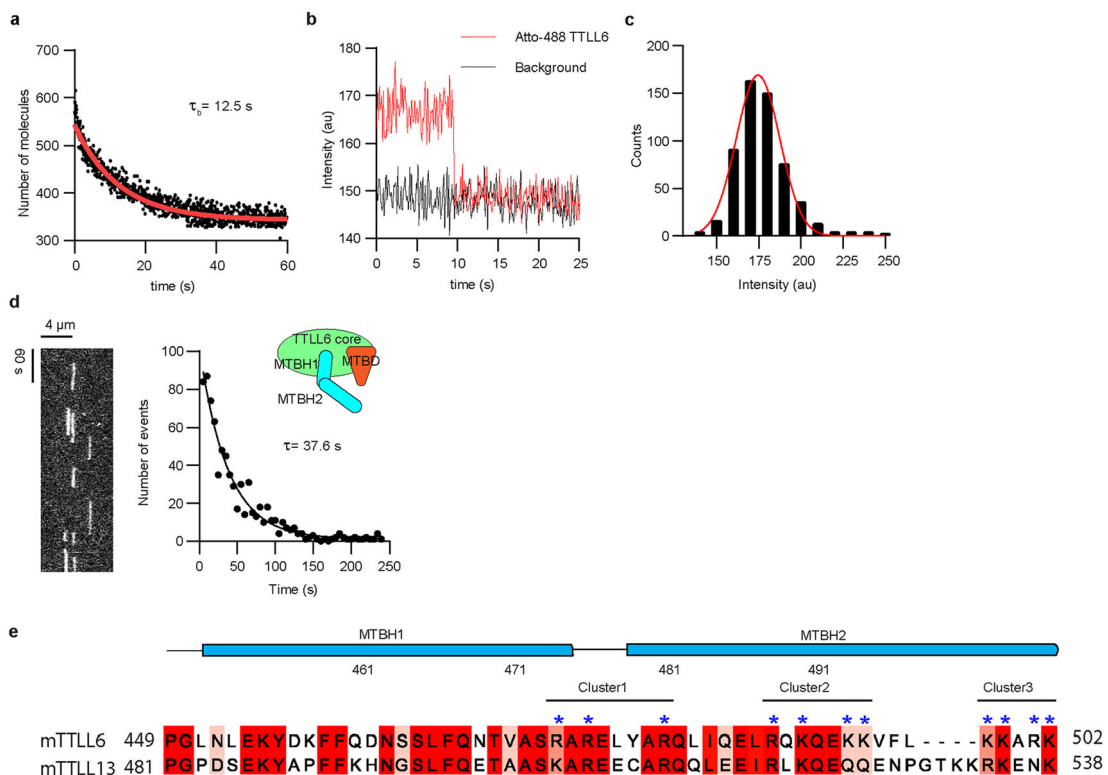 a
700
600
500
400
300
Number of molecules
τb= 12.5 s
0 20 40 60
time (s)
b
Atto-488 TTLL6
Background
180
170
160
150
140
Intensity (au)
0 5 10 15 20 25
time (s)
c
200
150
100
50
0
Counts
150 175 200 225 250
Intensity (au)
d
4 µm
60 s
100
80
60
40
20
0
Number of events
TTLL6 core
MTBH1
MTBD
MTBH2
τ= 37.6 s
0 50 100 150 200 250
Time (s)
e
MTBH1 MTBH2
461 471 481 491
Cluster1 Cluster2 Cluster3
* * * * * * * * * * *
mTTLL6 449 PGLNLEKYDKFFQDNSSLFQNTVASRARELYARQLIQELRQKQEKKVFL----KKARK 502
mTTLL13 481 PGPDSEKYAPFFKHNGSLFQETAASKAREECARQLEEIRLKQEQQENPGTKKRKENK 538